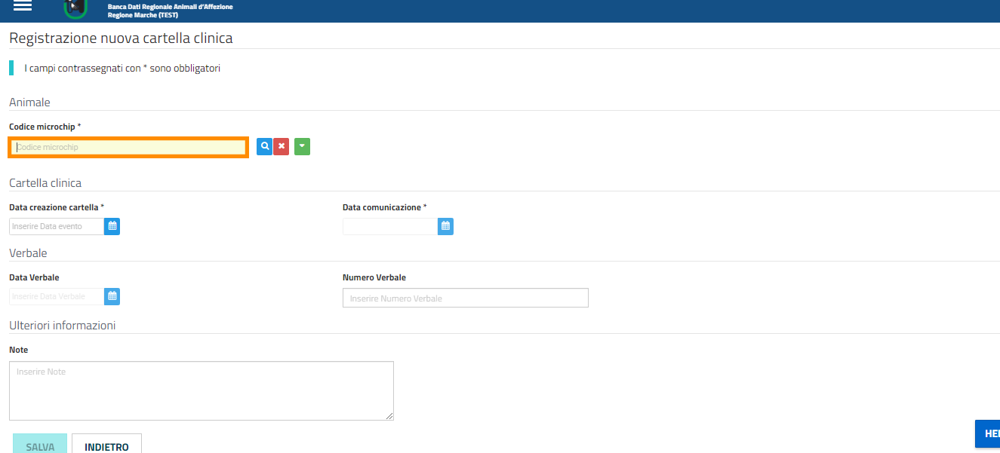 Banca Dati Regionale Animali d'Affezione
Regione Marche (TEST)
Registrazione nuova cartella clinica
I campi contrassegnati con * sono obbligatori
Animale
Codice microchip *
Codice microchip
Cartella clinica
Data creazione cartella * Data comunicazione *
Inserire Data evento
Verbale
Data Verbale Numero Verbale
Inserire Data Verbale Inserire Numero Verbale
Ulteriori informazioni
Note
Inserire Note
SALVA INDIETRO